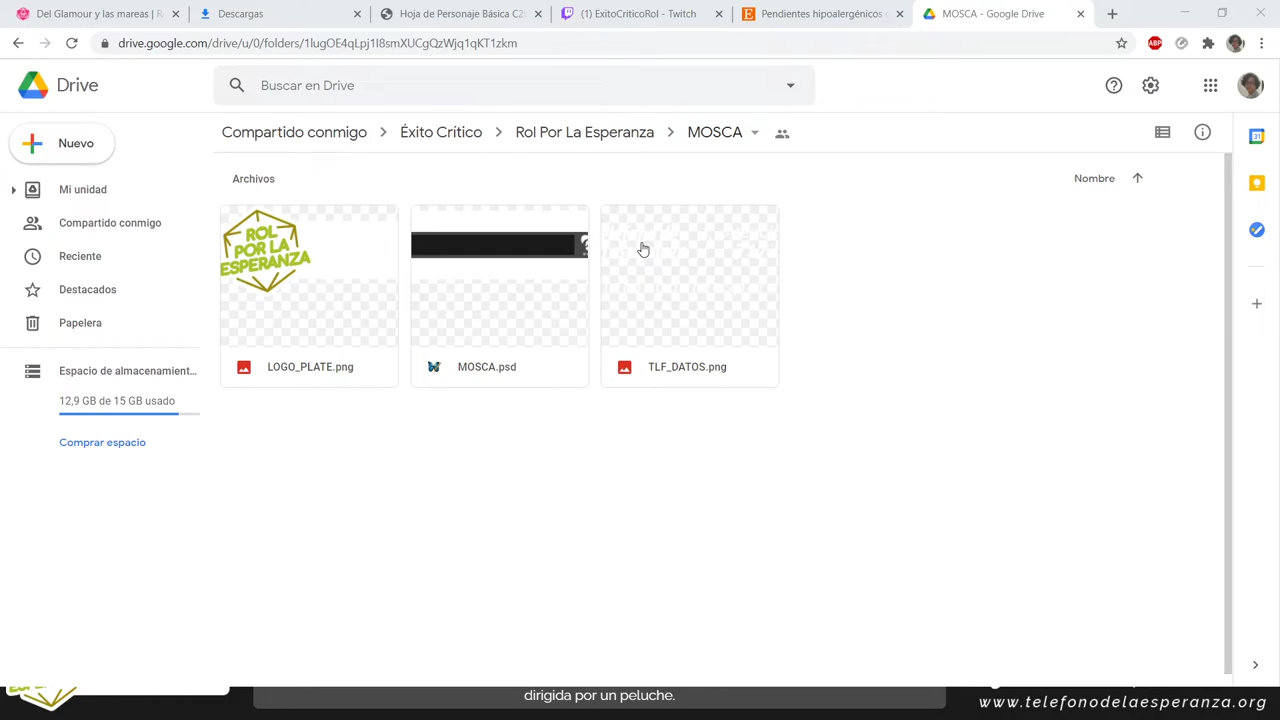 Del Glamour y las mareas | R
Descargas
Hoja de Personaje Básica C2
(1) ExitoCriticoRol - Twitch
Pendientes hipoalergénicos
MOSCA - Google Drive
drive.google.com/drive/u/0/folders/1lugOE4qLpj1I8smXUCgQzWjq1qKT1zkm
ABP
Drive
Buscar en Drive
Nuevo
Compartido conmigo > Éxito Crítico > Rol Por La Esperanza > MOSCA
31
Archivos
Nombre
Mi unidad
Compartido conmigo
Reciente
Destacados
Papelera
Espacio de almacenamient...
12,9 GB de 15 GB usado
Comprar espacio
ROL
POR LA
ESPERANZA
LOGO_PLATE.png
MOSCA.psd
TLF_DATOS.png
dirigida por un peluche.
www.telefonodelaesperanza.org